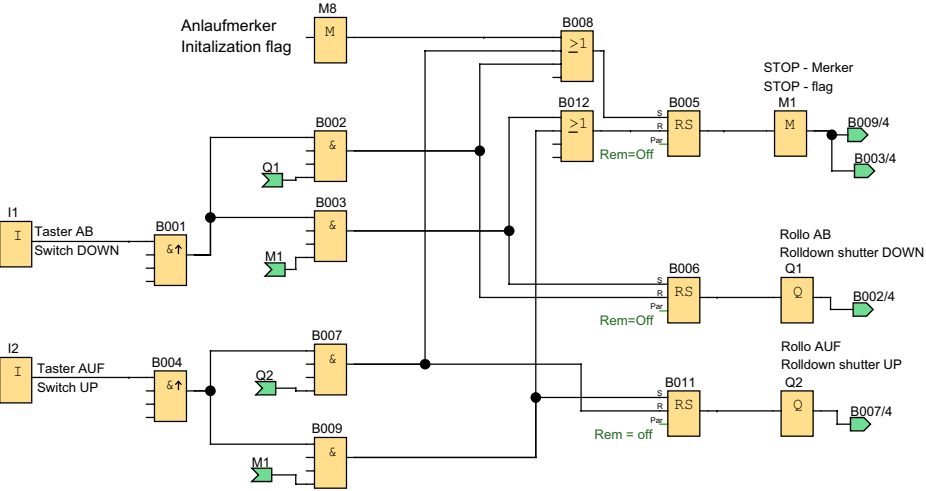 Anlaufmerker
Initalization flag
M8
M
B008
≥1
STOP - Merker
STOP - flag
M1
M
B009/4
B003/4
B012
≥1
B005
S
R
Par
RS
Rem=Off
B002
&
Q1
B003
&
M1
I1
I
Taster AB
Switch DOWN
B001
&↑
Rollo AB
Rolldown shutter DOWN
Q1
Q
B002/4
B006
S
R
Par
RS
Rem=Off
B007
&
Q2
I2
I
Taster AUF
Switch UP
B004
&↑
Rollo AUF
Rolldown shutter UP
Q2
Q
B007/4
B011
S
R
Par
RS
Rem = off
B009
&
M1